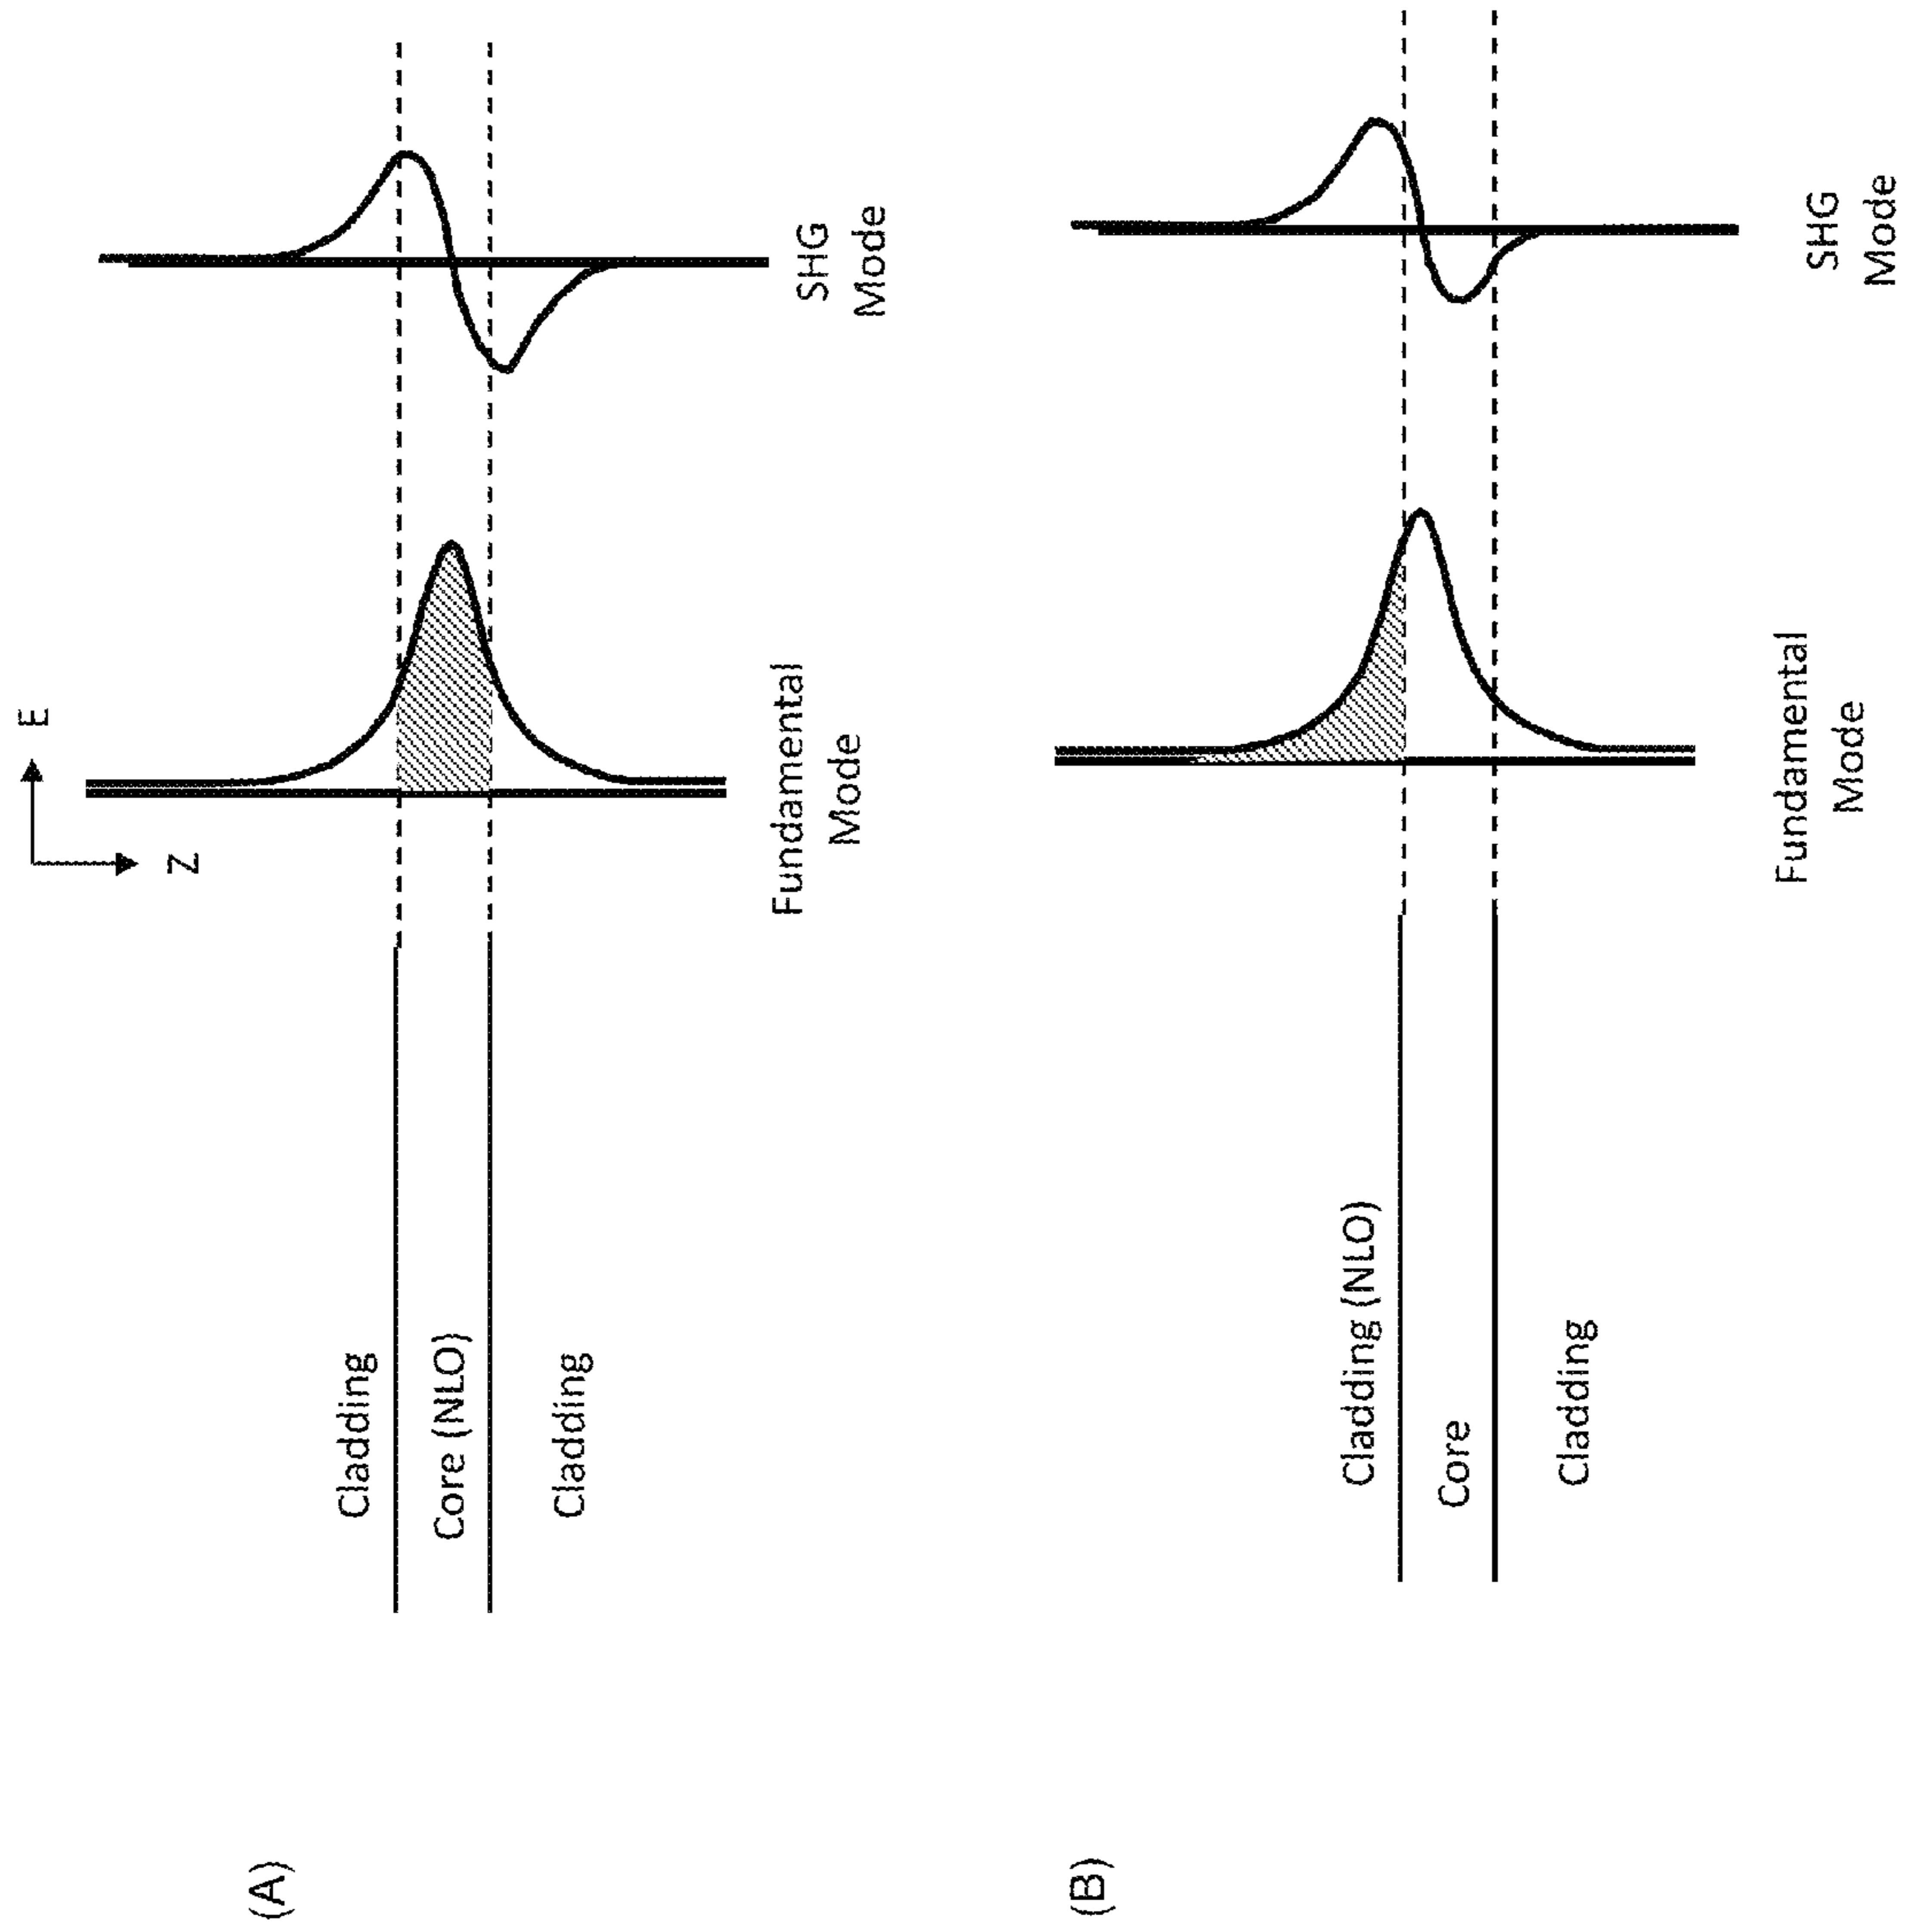 (A)
Cladding
Core (NLO)
Cladding
Z
E
Fundamental
Mode
SHG
Mode
(B)
Cladding (NLO)
Core
Cladding
Fundamental
Mode
SHG
Mode